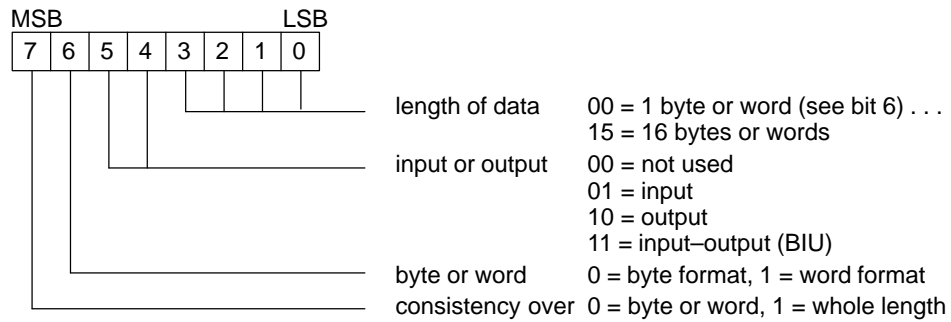 MSB LSB
7 6 5 4 3 2 1 0
length of data 00 = 1 byte or word (see bit 6) . . .
15 = 16 bytes or words
input or output 00 = not used
01 = input
10 = output
11 = input–output (BIU)
byte or word 0 = byte format, 1 = word format
consistency over 0 = byte or word, 1 = whole length